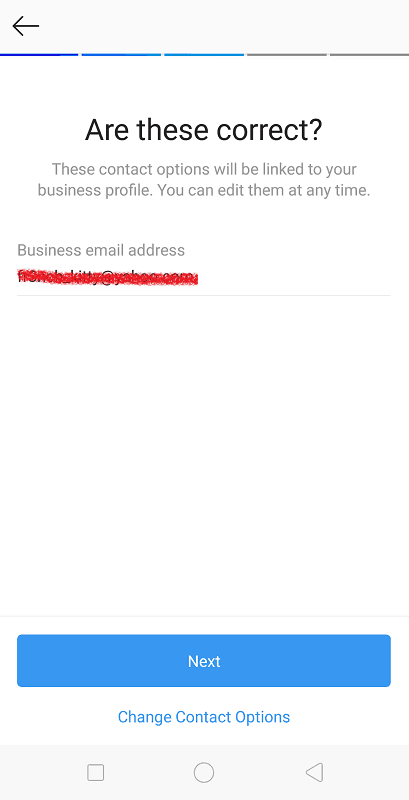 Are these correct?
These contact options will be linked to your
business profile. You can edit them at any time.
Business email address
Next
Change Contact Options